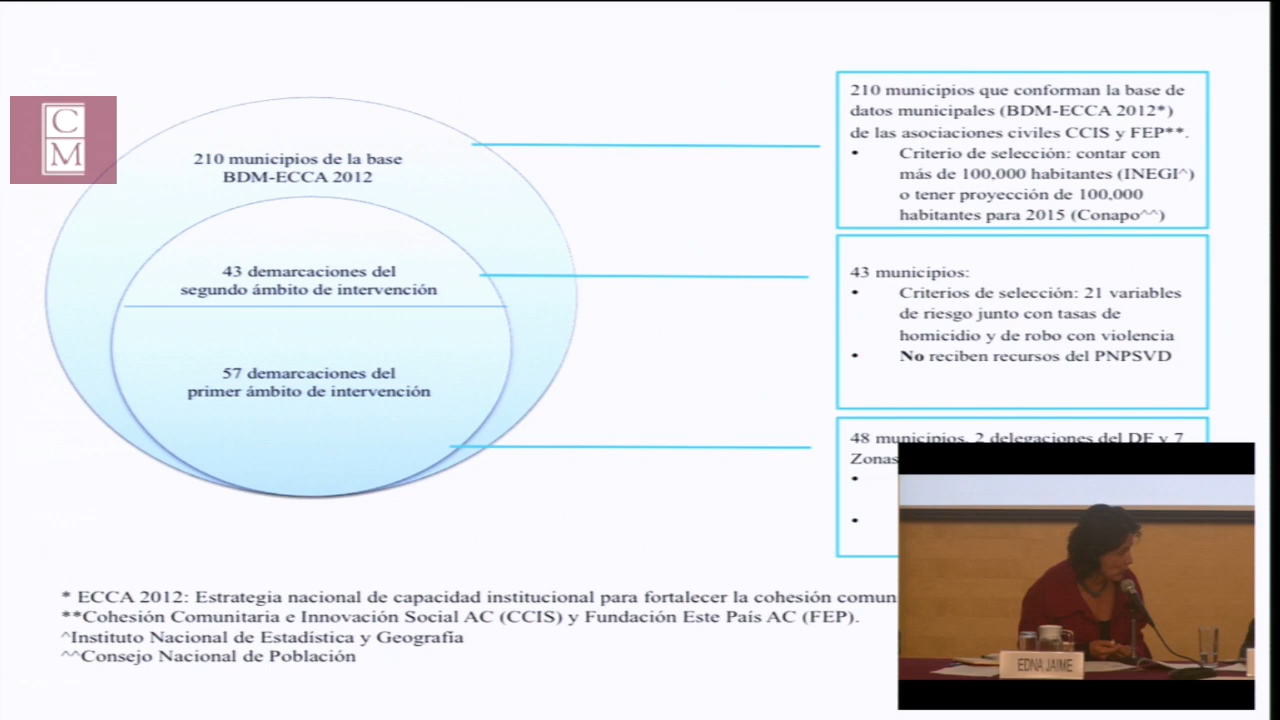 C
M
210 municipios de la base
BDM-ECCA 2012
43 demarcaciones del
segundo ámbito de intervención
57 demarcaciones del
primer ámbito de intervención
210 municipios que conforman la base de
datos municipales (BDM-ECCA 2012*)
de las asociaciones civiles CCIS y FEP**.
• Criterio de selección: contar con
más de 100,000 habitantes (INEGI^)
o tener proyección de 100,000
habitantes para 2015 (Conapo^^)
43 municipios:
• Criterios de selección: 21 variables
de riesgo junto con tasas de
homicidio y de robo con violencia
• No reciben recursos del PNPSVD
48 municipios, 2 delegaciones del DF y 7
Zonas
•
•
* ECCA 2012: Estrategia nacional de capacidad institucional para fortalecer la cohesión comun
**Cohesión Comunitaria e Innovación Social AC (CCIS) y Fundación Este País AC (FEP).
^Instituto Nacional de Estadística y Geografía
^^Consejo Nacional de Población
EDNA JAIME